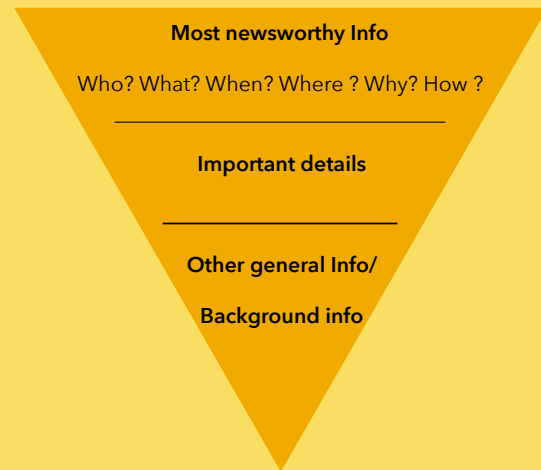 Most newsworthy Info
Who? What? When? Where ? Why? How ?
Important details
Other general Info/
Background info